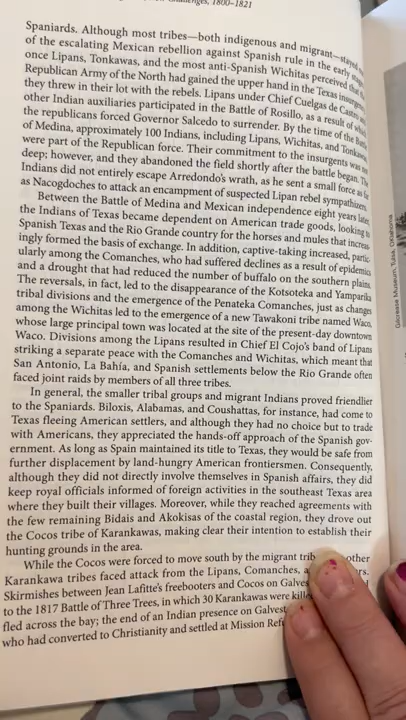 Challenges, 1800–1821
Spaniards. Although most tribes—both indigenous and migrant—stayed
of the escalating Mexican rebellion against Spanish rule in the early stages
once Lipans, Tonkawas, and the most anti-Spanish Wichitas perceived that
Republican Army of the North had gained the upper hand in the Texas
they threw in their lot with the rebels. Lipans under Chief Cuelgas de Castro
other Indian auxiliaries participated in the Battle of Rosillo, as a result of which
the republicans forced Governor Salcedo to surrender. By the time of the Battle
of Medina, approximately 100 Indians, including Lipans, Wichitas, and Tonkawas
were part of the Republican force. Their commitment to the insurgents was
deep; however, and they abandoned the field shortly after the battle began. The
Indians did not entirely escape Arredondo's wrath, as he sent a small force as far
as Nacogdoches to attack an encampment of suspected Lipan rebel sympathizers.
Between the Battle of Medina and Mexican independence eight years later,
the Indians of Texas became dependent on American trade goods, looking to
Spanish Texas and the Rio Grande country for the horses and mules that increas-
ingly formed the basis of exchange. In addition, captive-taking increased, partic-
ularly among the Comanches, who had suffered declines as a result of epidemics
and a drought that had reduced the number of buffalo on the southern plains.
The reversals, in fact, led to the disappearance of the Kotsoteka and Yamparika
tribal divisions and the emergence of the Penateka Comanches, just as changes
among the Wichitas led to the emergence of a new Tawakoni tribe named Waco,
whose large principal town was located at the site of the present-day downtown
Waco. Divisions among the Lipans resulted in Chief El Cojo's band of Lipans
striking a separate peace with the Comanches and Wichitas, which meant that
San Antonio, La Bahía, and Spanish settlements below the Rio Grande often
faced joint raids by members of all three tribes.
In general, the smaller tribal groups and migrant Indians proved friendlier
to the Spaniards. Biloxis, Alabamas, and Coushattas, for instance, had come to
Texas fleeing American settlers, and although they had no choice but to trade
with Americans, they appreciated the hands-off approach of the Spanish gov-
ernment. As long as Spain maintained its title to Texas, they would be safe from
further displacement by land-hungry American frontiersmen. Consequently,
although they did not directly involve themselves in Spanish affairs, they did
keep royal officials informed of foreign activities in the southeast Texas area
where they built their villages. Moreover, while they reached agreements with
the few remaining Bidais and Akokisas of the coastal region, they drove out
the Cocos tribe of Karankawas, making clear their intention to establish their
hunting grounds in the area.
While the Cocos were forced to move south by the migrant other
Karankawa tribes faced attack from the Lipans, Comanches,
Skirmishes between Jean Lafitte's freebooters and Cocos on
to the 1817 Battle of Three Trees, in which 30 Karankawas were
fled across the bay; the end of an Indian presence on
who had converted to Christianity and settled at Mission
Gilcrease Museum, Tulsa, Oklahoma